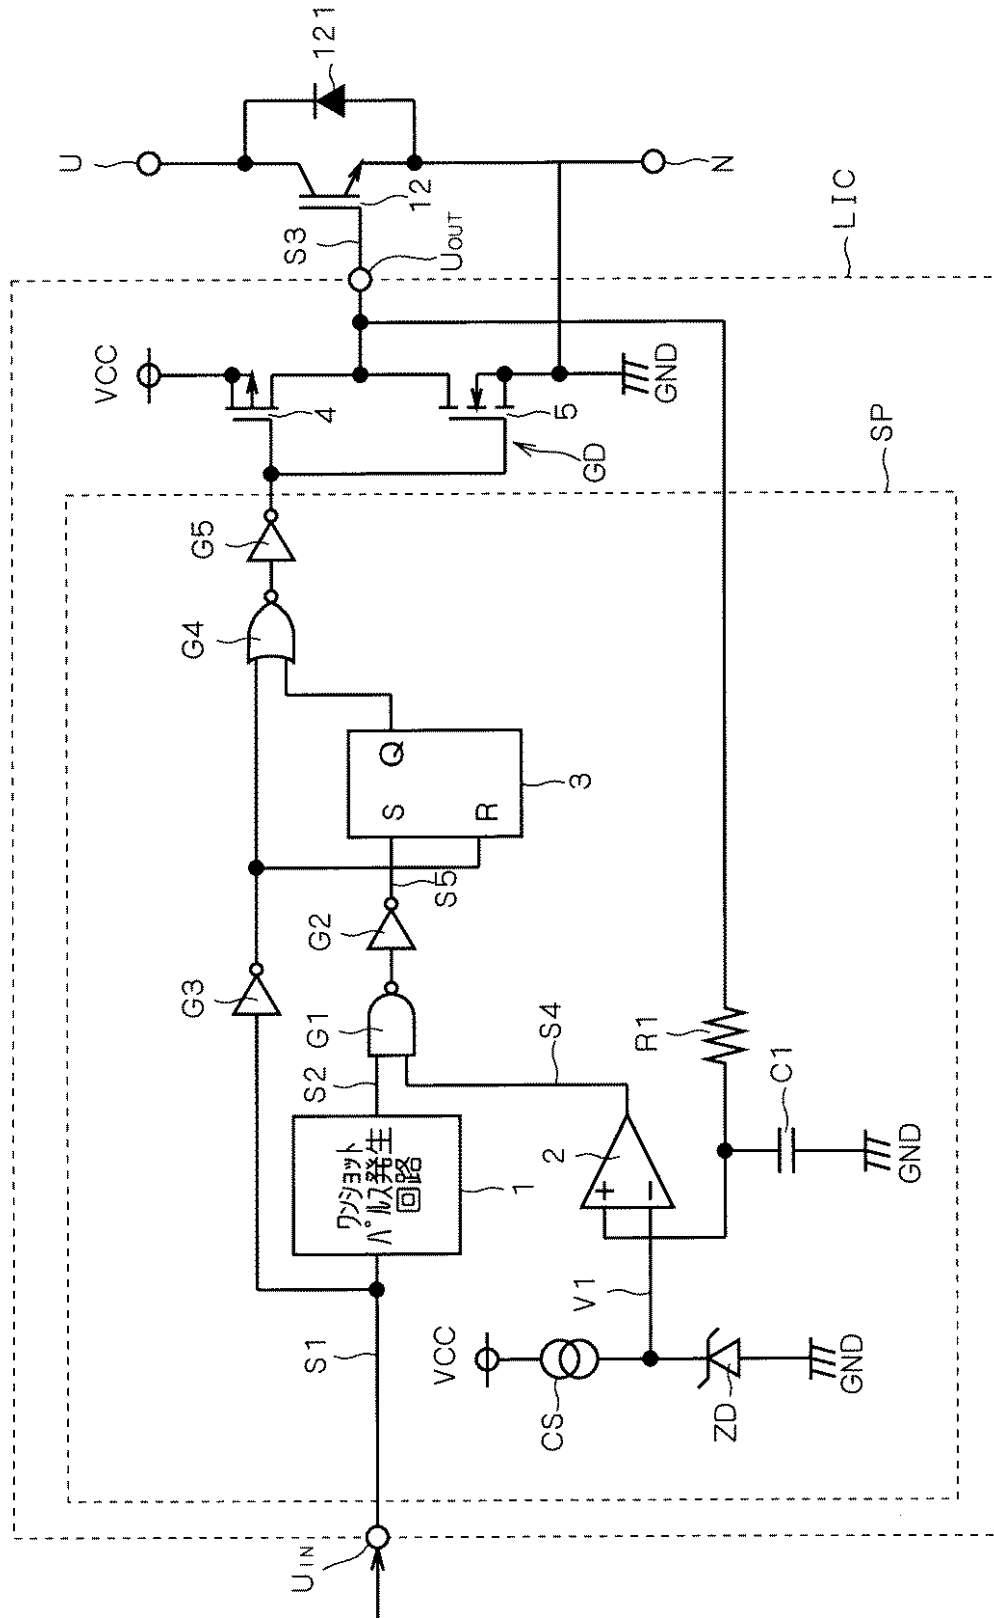 U
121
12
N
S3
UOUT
LIC
VCC
4
5
GND
GD
SP
G5
G4
Q
S
R
3
S5
G2
G3
G1
S2
S4
R1
C1
GND
ワンショット
パルス発生
回路
1
2
+
−
V1
S1
VCC
CS
ZD
GND
UIN